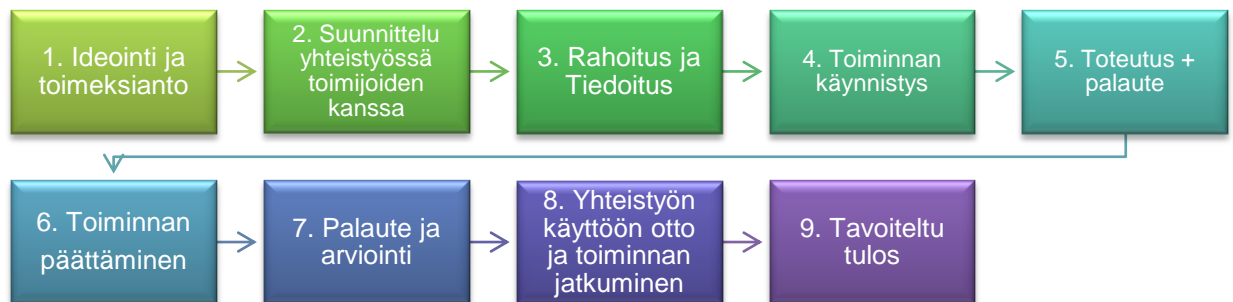 1. Ideointi ja
toimeksianto
2. Suunnittelu
yhteistyössä
toimijoiden
kanssa
3. Rahoitus ja
Tiedoitus
4. Toiminnan
käynnistys
5. Toteutus +
palaute
6. Toiminnan
päättäminen
7. Palaute ja
arviointi
8. Yhteistyön
käyttöön otto
ja toiminnan
jatkuminen
9. Tavoiteltu
tulos